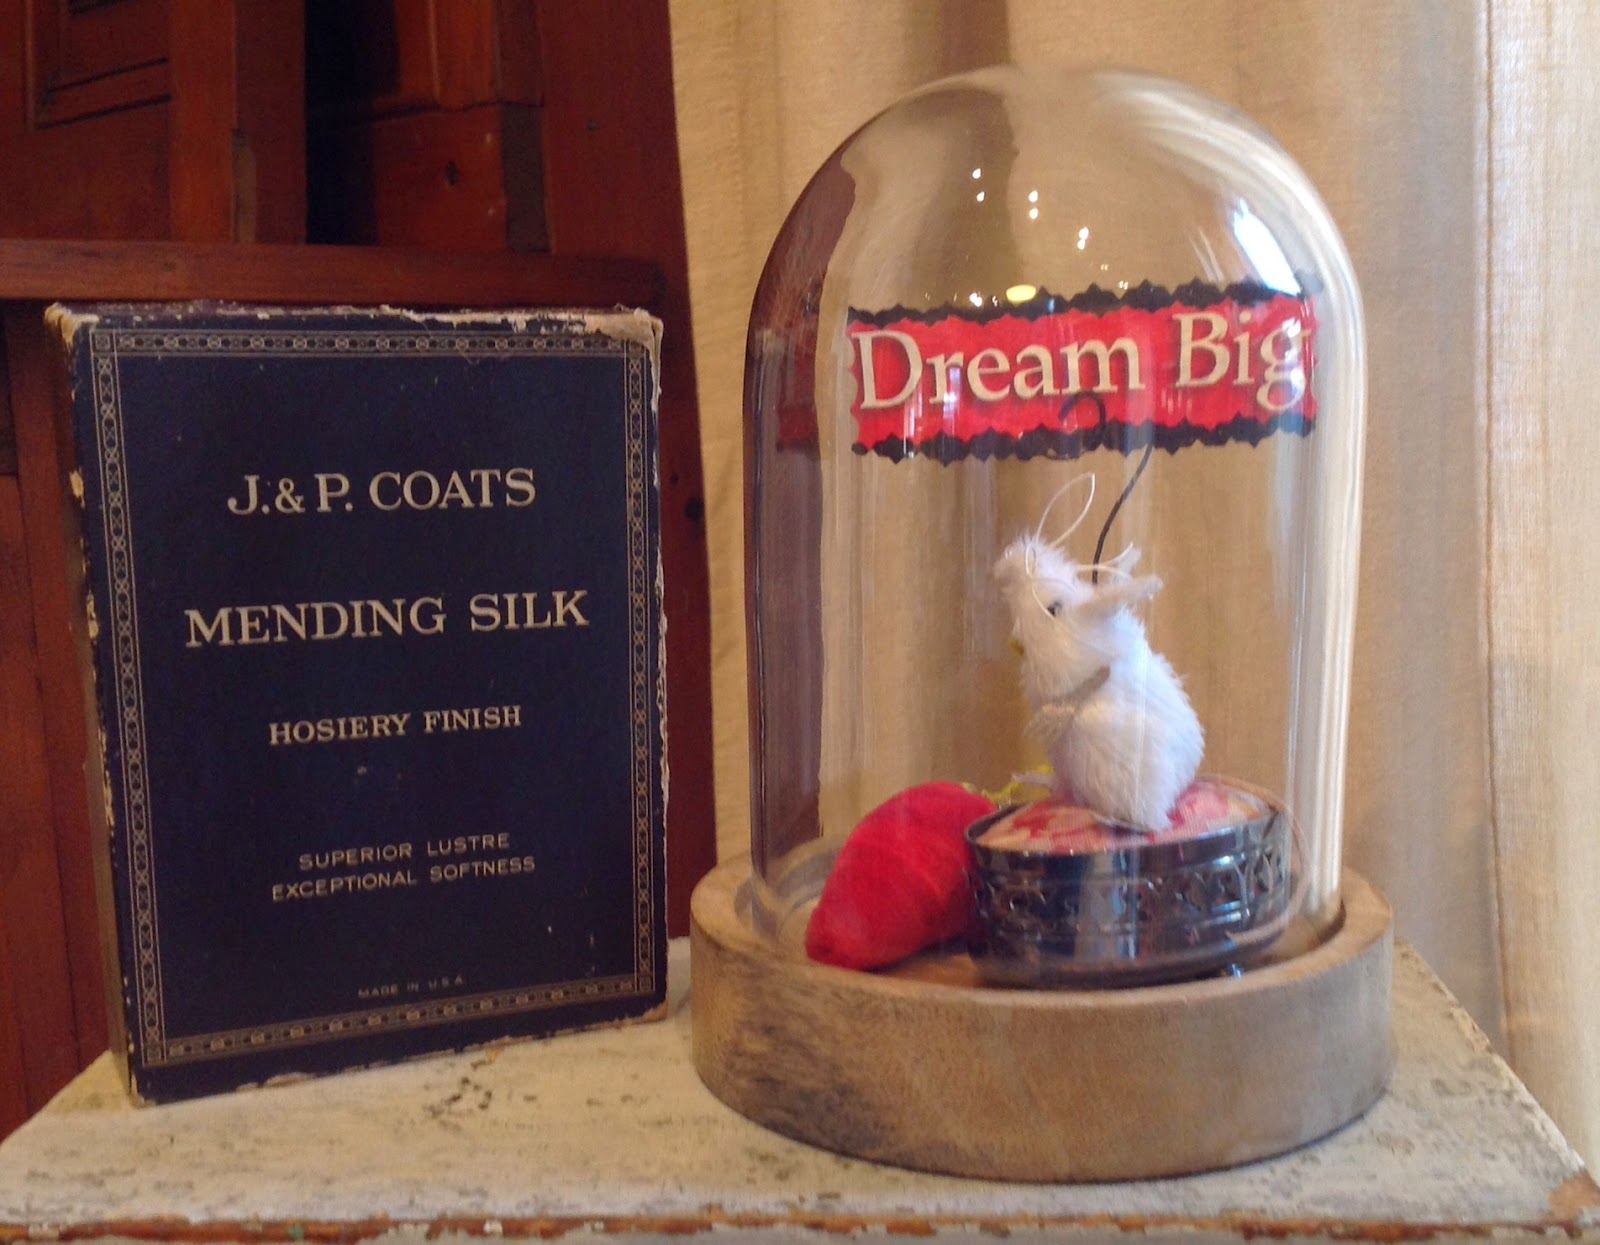 J. & P. COATS
MENDING SILK
HOSIERY FINISH
SUPERIOR LUSTRE
EXCEPTIONAL SOFTNESS
MADE IN U.S.A.
Dream Big